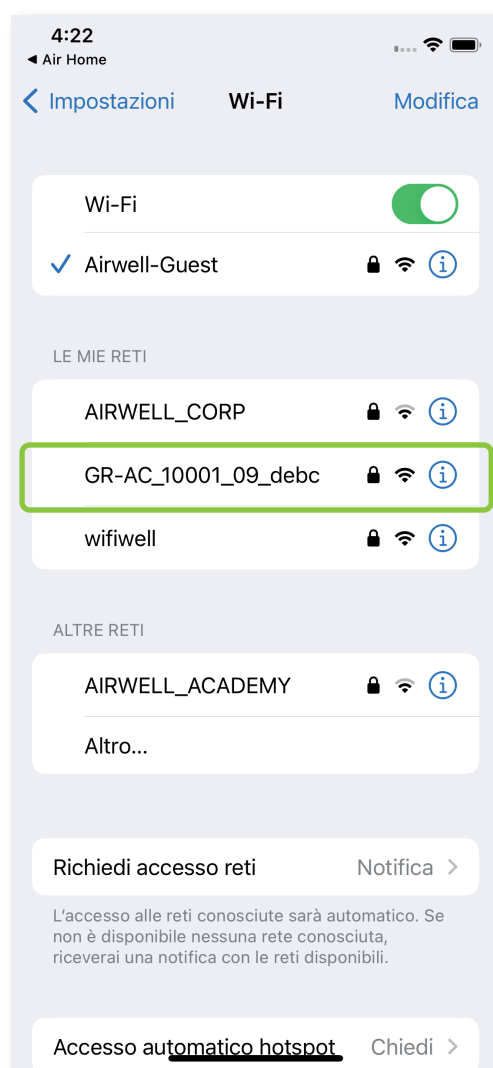 4:22
◀ Air Home
Impostazioni Wi-Fi Modifica
Wi-Fi
Airwell-Guest
LE MIE RETI
AIRWELL_CORP
GR-AC_10001_09_debc
wifiwell
ALTRE RETI
AIRWELL_ACADEMY
Altro...
Richiedi accesso reti Notifica
L'accesso alle reti conosciute sarà automatico. Se
non è disponibile nessuna rete conosciuta,
riceverai una notifica con le reti disponibili.
Accesso automatico hotspot Chiedi